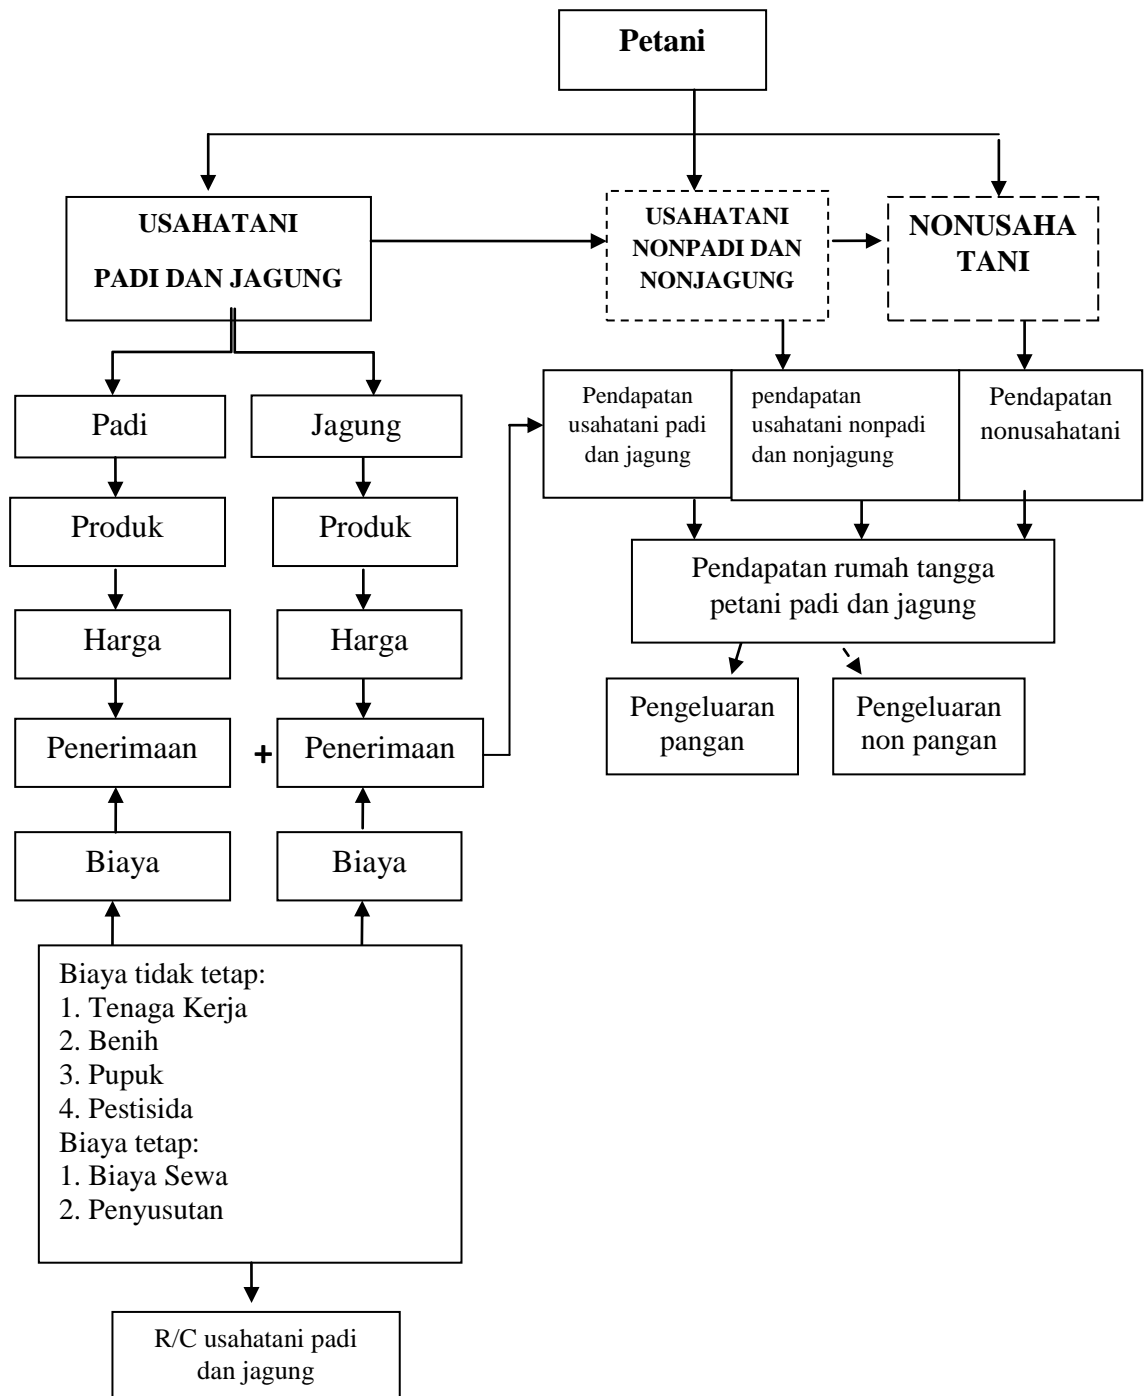 Petani
USAHATANI
PADI DAN JAGUNG
USAHATANI
NONPADI DAN
NONJAGUNG
NONUSAHA
TANI
Padi
Jagung
Pendapatan
usahatani padi
dan jagung
pendapatan
usahatani nonpadi
dan nonjagung
Pendapatan
nonusahatani
Produk
Produk
Pendapatan rumah tangga
petani padi dan jagung
Harga
Harga
Penerimaan
+
Penerimaan
Pengeluaran
pangan
Pengeluaran
non pangan
Biaya
Biaya
Biaya tidak tetap:
1. Tenaga Kerja
2. Benih
3. Pupuk
4. Pestisida
Biaya tetap:
1. Biaya Sewa
2. Penyusutan
R/C usahatani padi
dan jagung